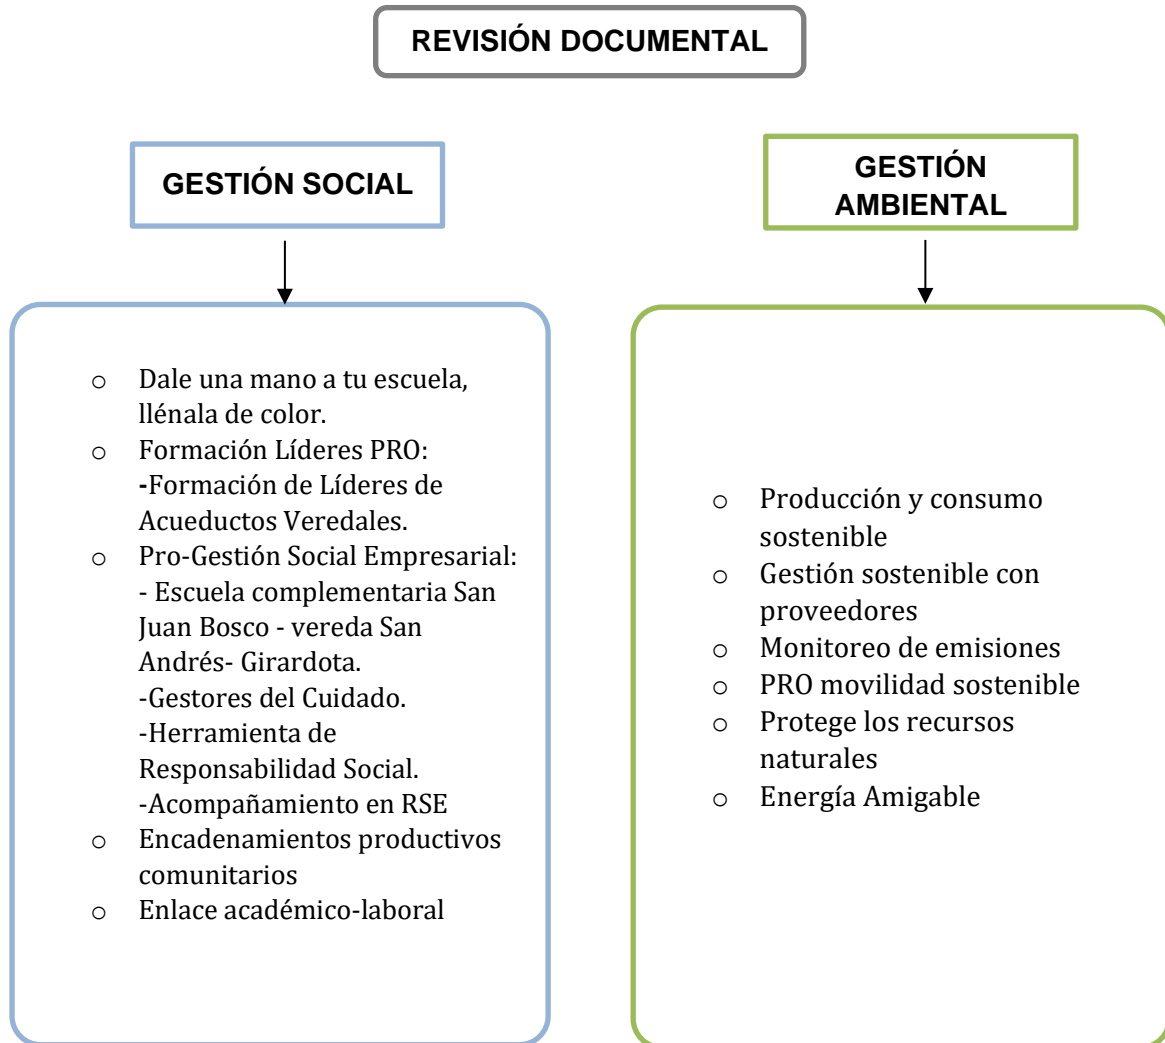 REVISIÓN DOCUMENTAL
GESTIÓN SOCIAL
○ Dale una mano a tu escuela,
llénala de color.
○ Formación Líderes PRO:
-Formación de Líderes de
Acueductos Veredales.
○ Pro-Gestión Social Empresarial:
- Escuela complementaria San
Juan Bosco - vereda San
Andrés- Girardota.
-Gestores del Cuidado.
-Herramienta de
Responsabilidad Social.
-Acompañamiento en RSE
○ Encadenamientos productivos
comunitarios
○ Enlace académico-laboral
GESTIÓN
AMBIENTAL
○ Producción y consumo
sostenible
○ Gestión sostenible con
proveedores
○ Monitoreo de emisiones
○ PRO movilidad sostenible
○ Protege los recursos
naturales
○ Energía Amigable